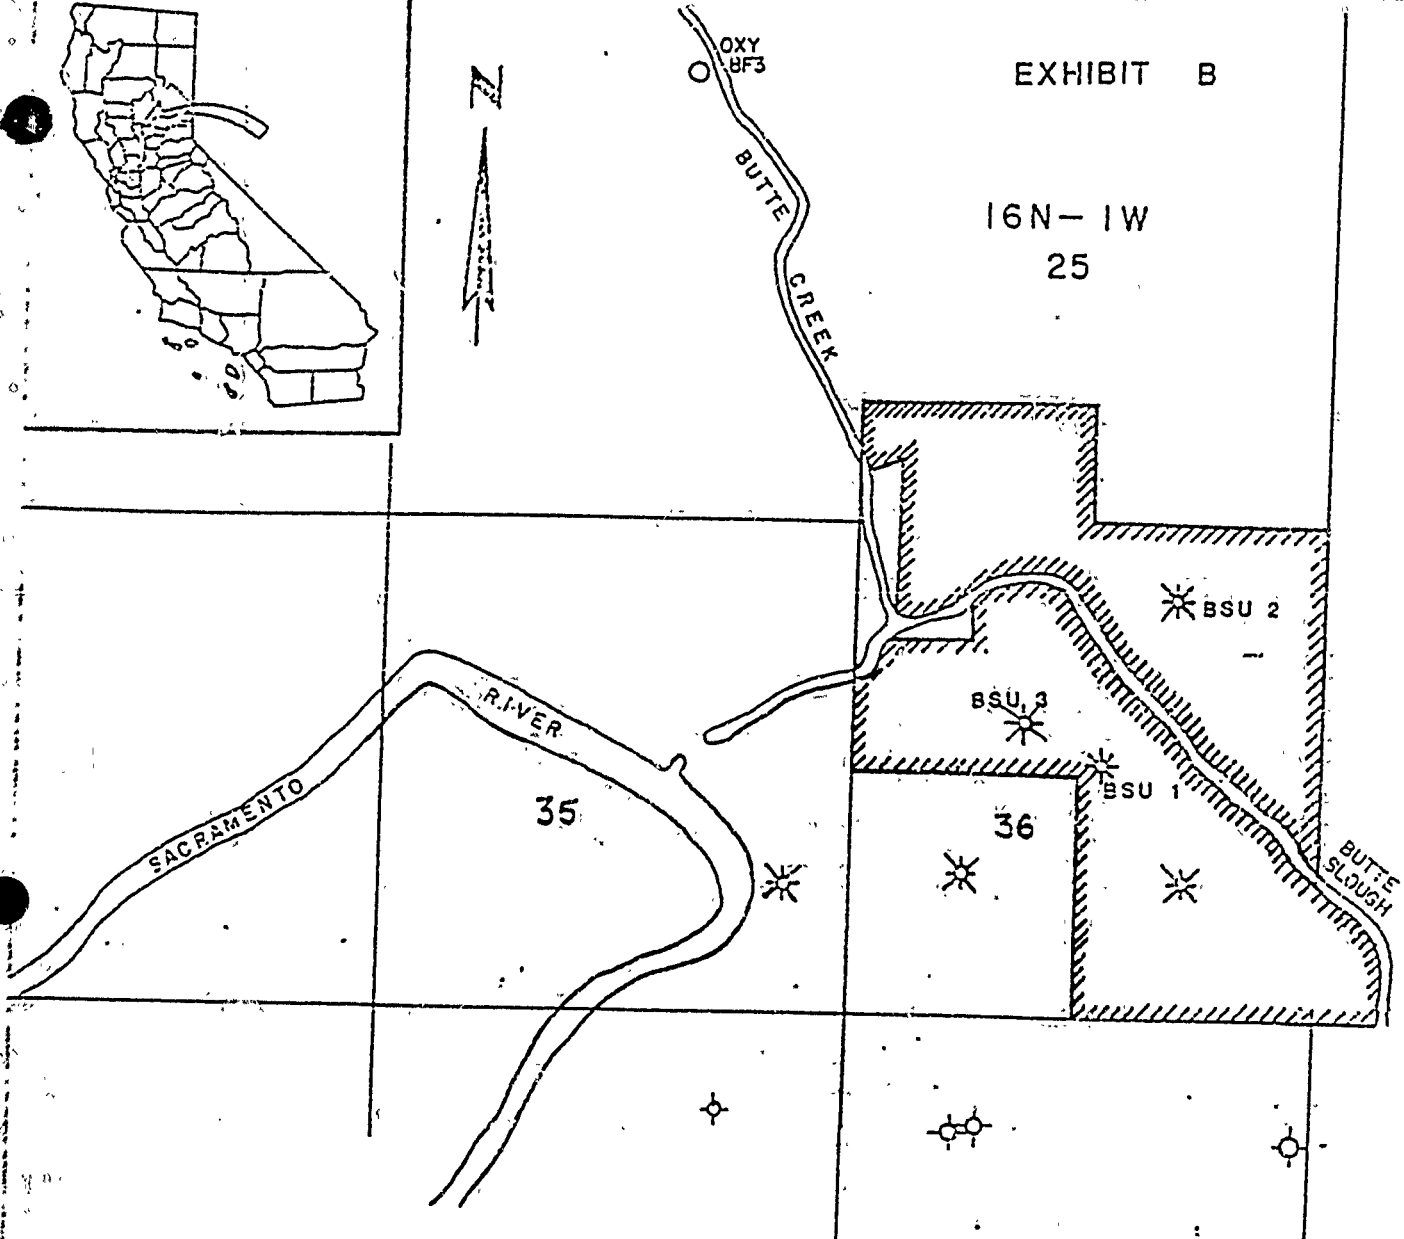 OXY
BF3
EXHIBIT B
N
16N-1W
25
BUTTE
CREEK
BSU 2
RIVER
BSU 3
BSU 1
SACRAMENTO
35
36
BUTTE
SLOUGH